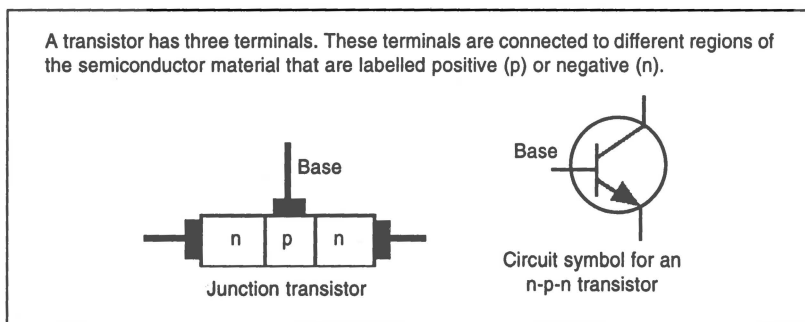 A transistor has three terminals. These terminals are connected to different regions of
the semiconductor material that are labelled positive (p) or negative (n).
Base
n p n
Junction transistor
Base
Circuit symbol for an
n-p-n transistor